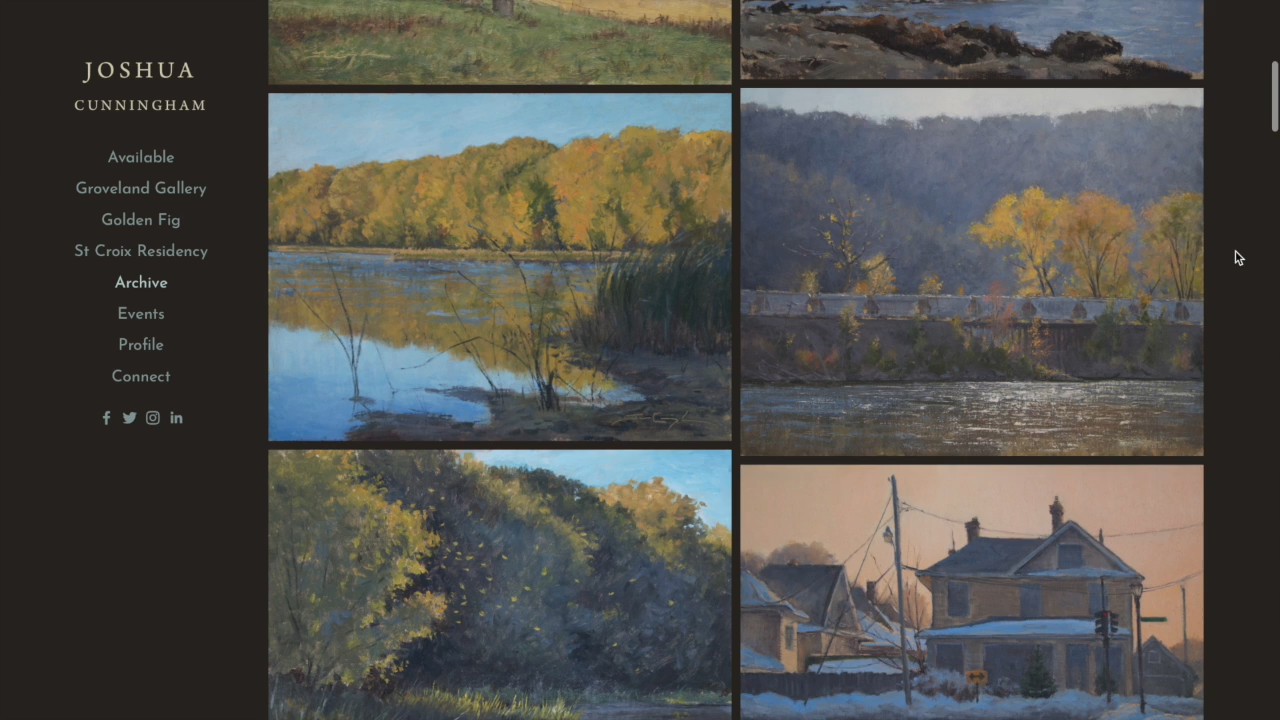 JOSHUA
CUNNINGHAM
Available
Groveland Gallery
Golden Fig
St Croix Residency
Archive
Events
Profile
Connect